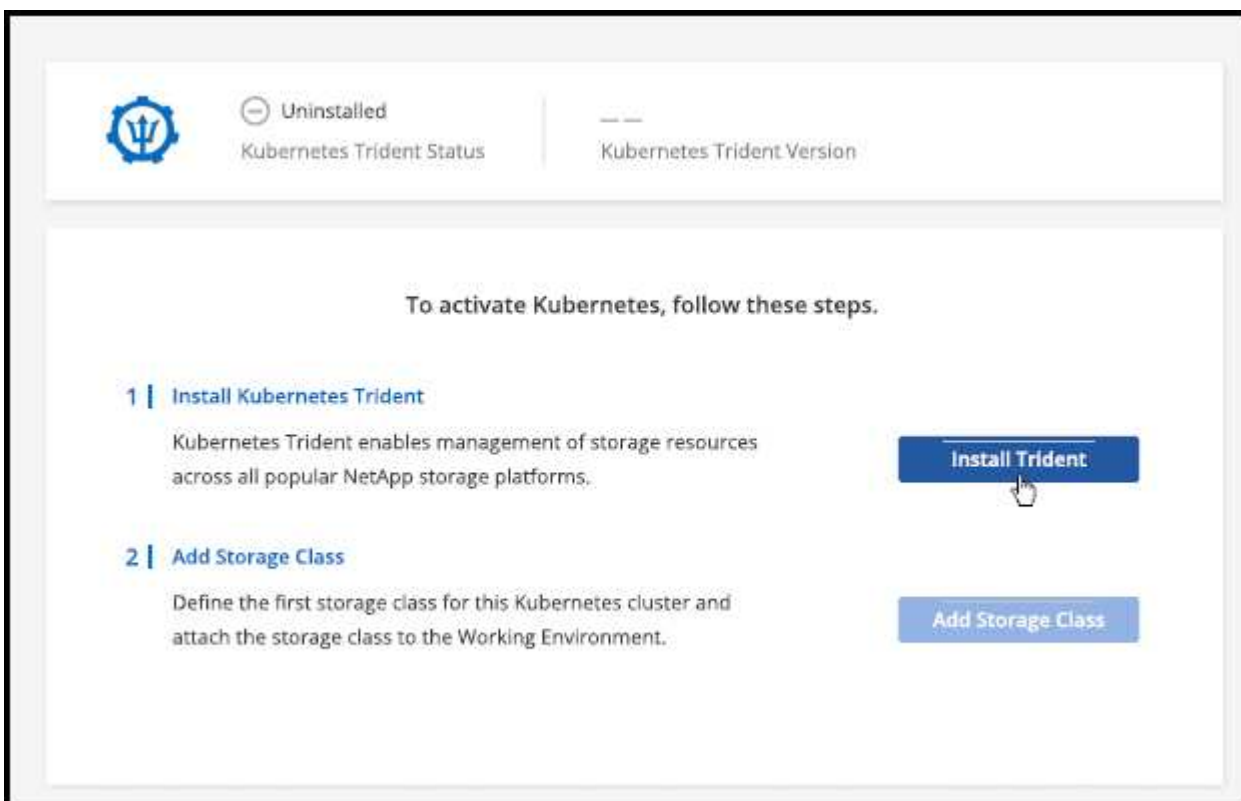 Uninstalled
Kubernetes Trident Status
— —
Kubernetes Trident Version
To activate Kubernetes, follow these steps.
1 | Install Kubernetes Trident
Kubernetes Trident enables management of storage resources
across all popular NetApp storage platforms.
Install Trident
2 | Add Storage Class
Define the first storage class for this Kubernetes cluster and
attach the storage class to the Working Environment.
Add Storage Class